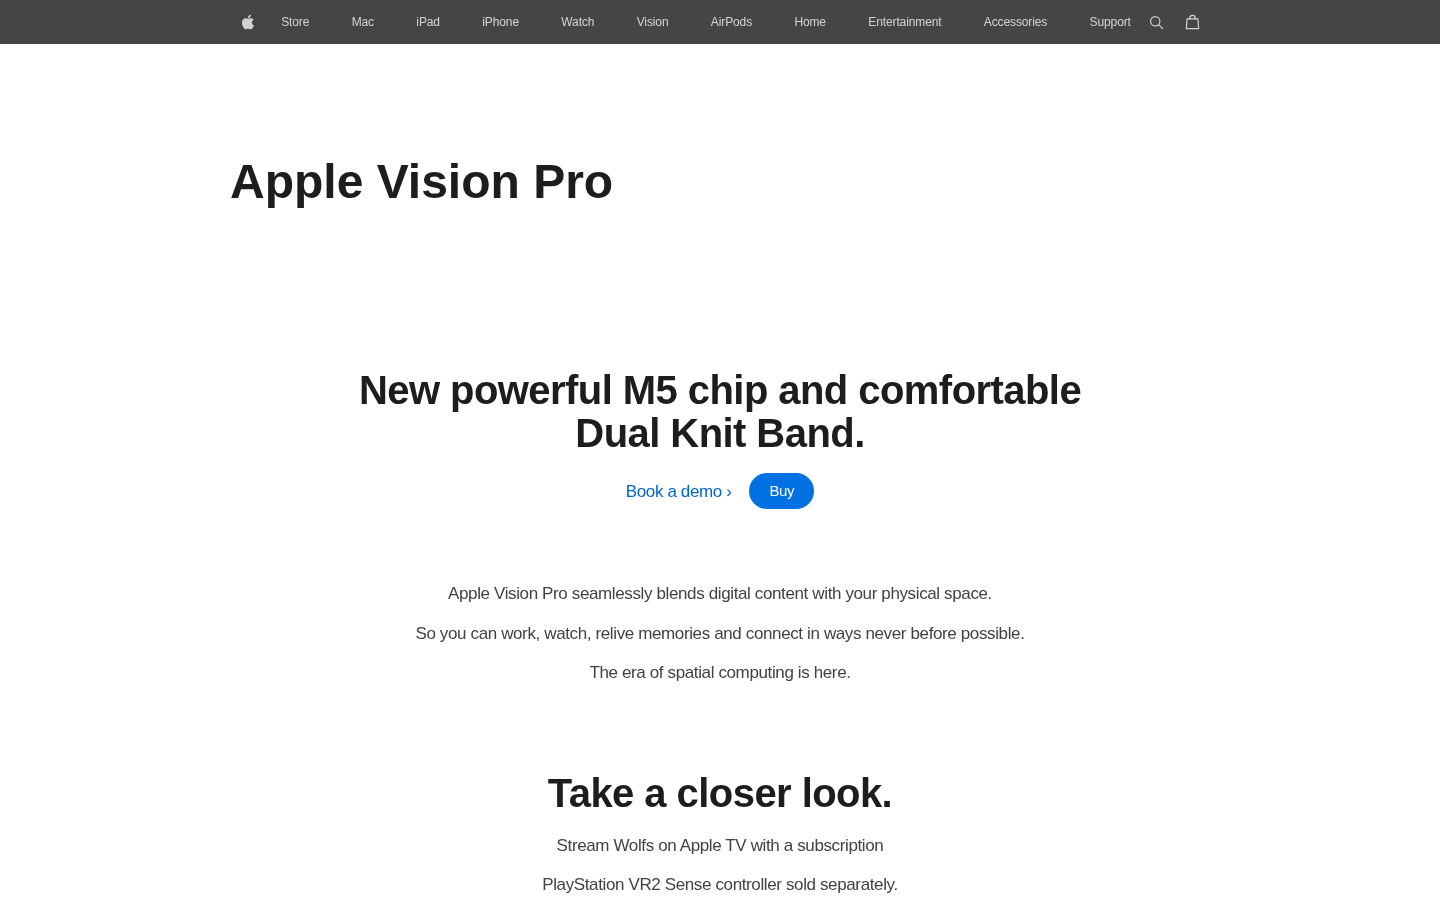 Store Mac iPad iPhone Watch Vision AirPods Home Entertainment Accessories Support
Apple Vision Pro
New powerful M5 chip and comfortable
Dual Knit Band.
Book a demo › Buy
Apple Vision Pro seamlessly blends digital content with your physical space.
So you can work, watch, relive memories and connect in ways never before possible.
The era of spatial computing is here.
Take a closer look.
Stream Wolfs on Apple TV with a subscription
PlayStation VR2 Sense controller sold separately.